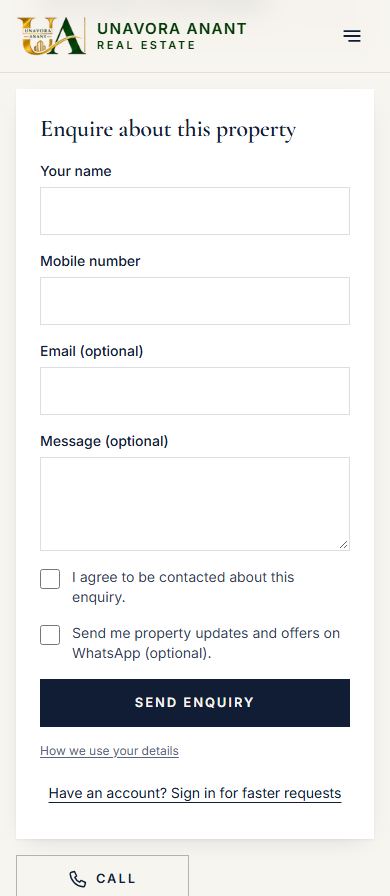 UNAVORA
ANANT
UNAVORA ANANT
REAL ESTATE
Enquire about this property
Your name
Mobile number
Email (optional)
Message (optional)
I agree to be contacted about this
enquiry.
Send me property updates and offers on
WhatsApp (optional).
SEND ENQUIRY
How we use your details
Have an account? Sign in for faster requests
CALL